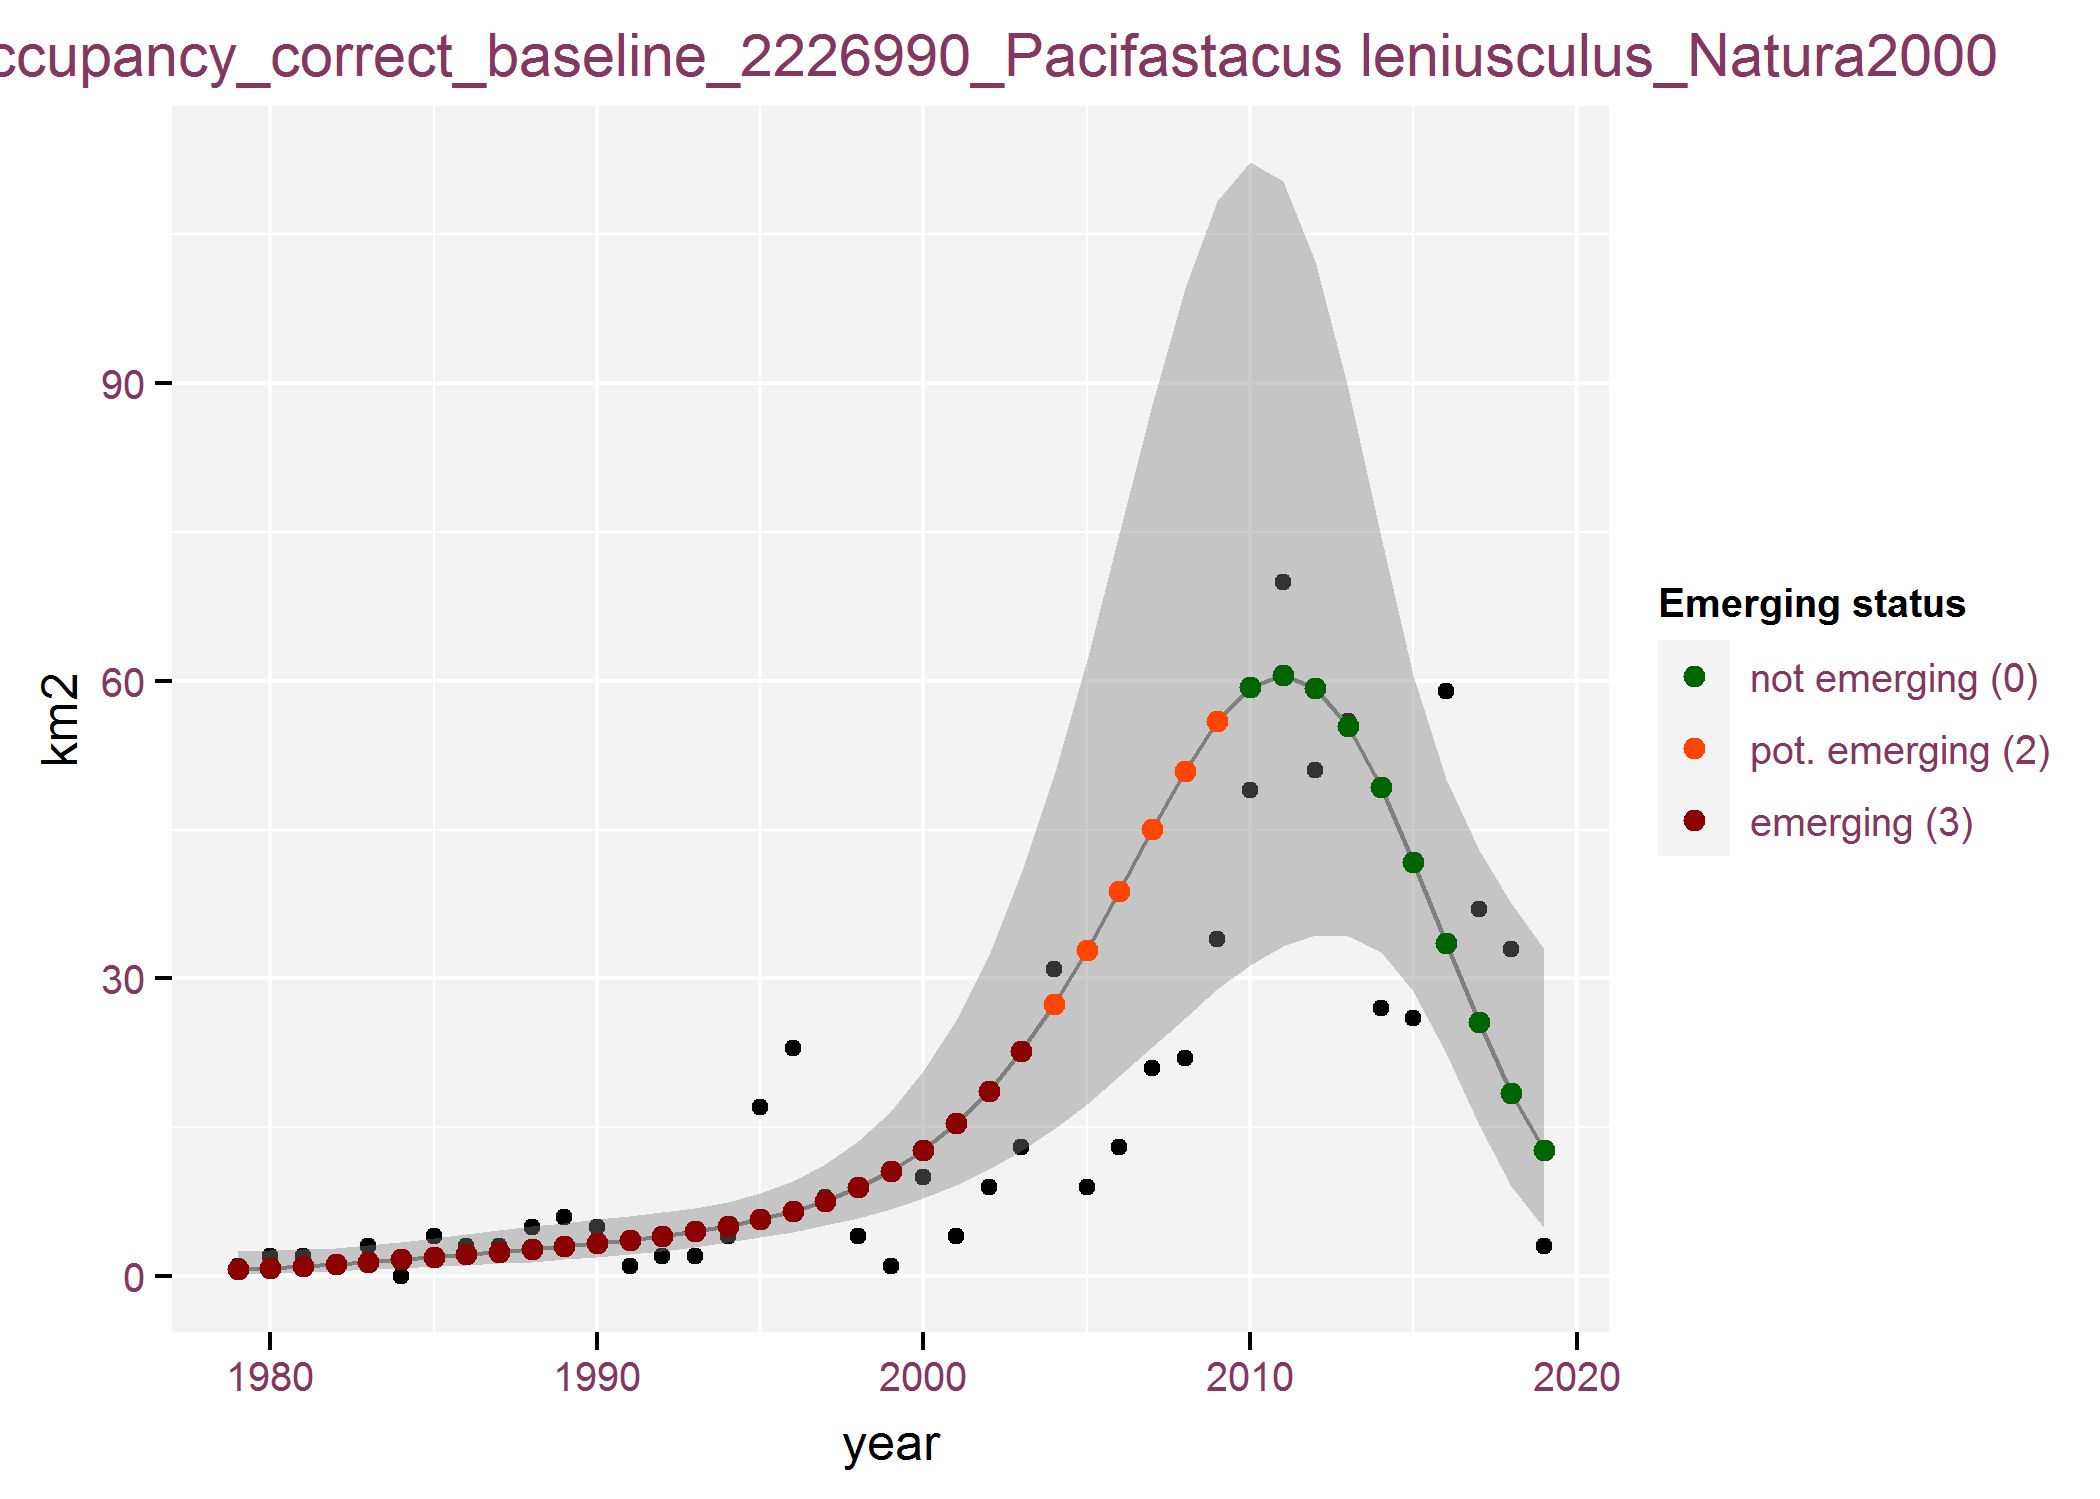 ccupancy_correct_baseline_2226990_Pacifastacus leniusculus_Natura2000
90
60
30
0
km2
1980 1990 2000 2010 2020
year
Emerging status
not emerging (0)
pot. emerging (2)
emerging (3)